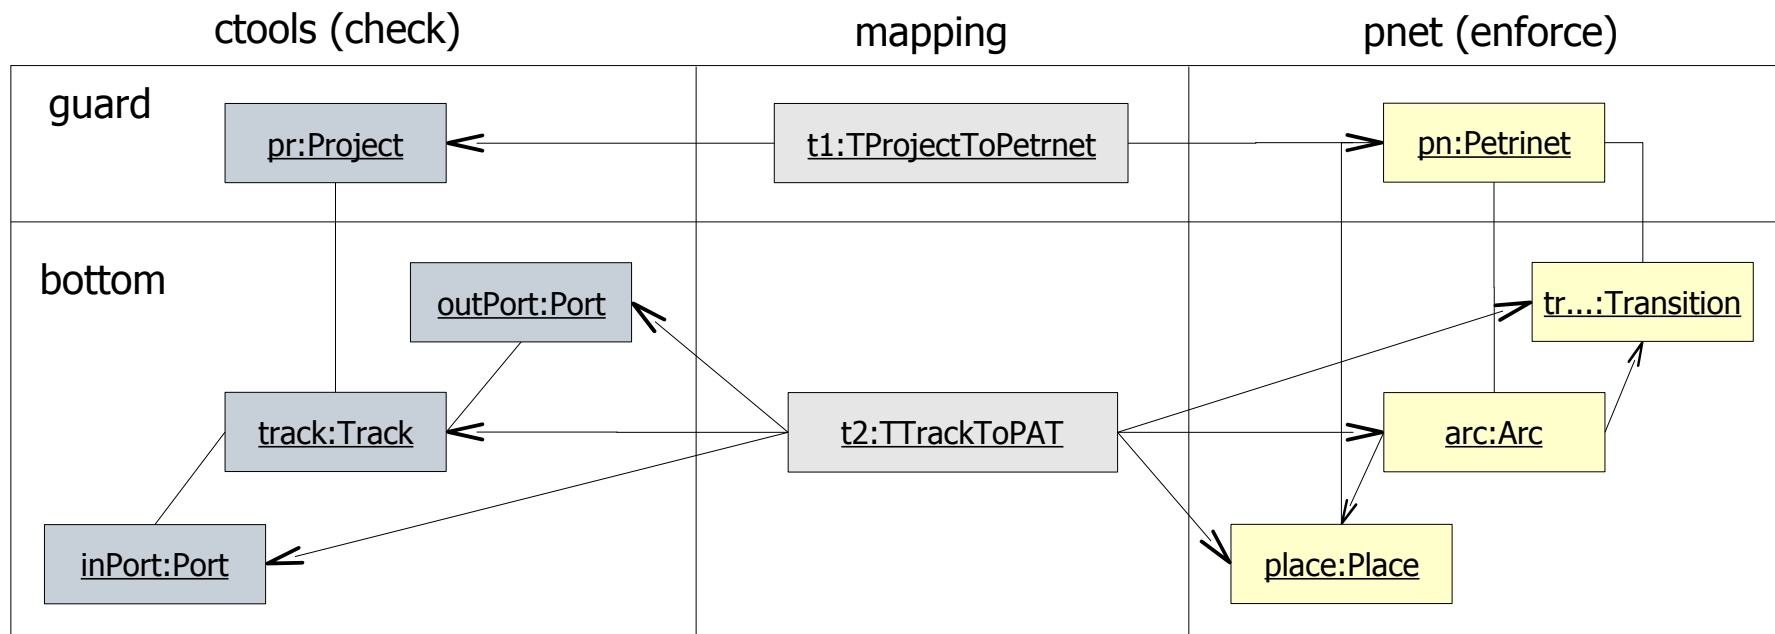 ctools (check)
mapping
pnet (enforce)
guard
pr:Project
t1:TProjectToPetrnet
pn:Petrinet
bottom
outPort:Port
tr...:Transition
track:Track
t2:TTrackToPAT
arc:Arc
inPort:Port
place:Place